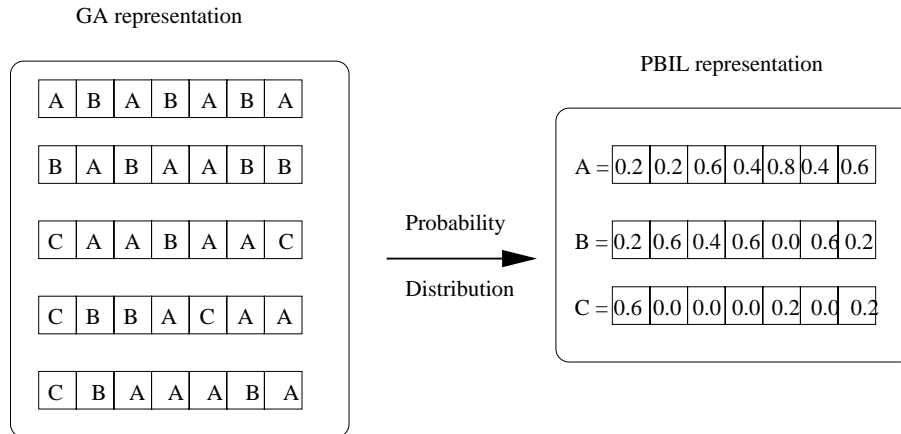 GA representation
A B A B A B A
B A B A A B B
C A A B A A C
C B B A C A A
C B A A A B A
Probability
Distribution
PBIL representation
A = 0.2 0.2 0.6 0.4 0.8 0.4 0.6
B = 0.2 0.6 0.4 0.6 0.0 0.6 0.2
C = 0.6 0.0 0.0 0.0 0.2 0.0 0.2